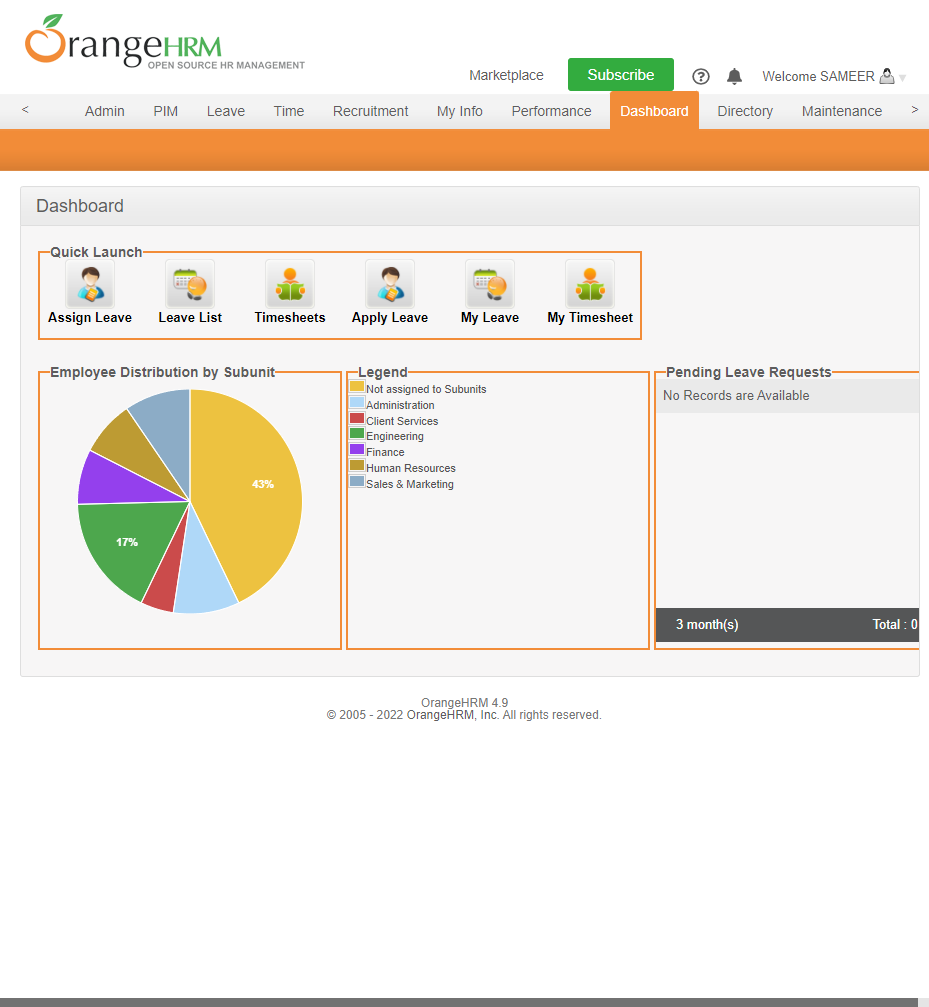 OrangeHRM
OPEN SOURCE HR MANAGEMENT
Marketplace Subscribe ? Welcome SAMEER
< Admin PIM Leave Time Recruitment My Info Performance Dashboard Directory Maintenance >
Dashboard
Quick Launch
Assign Leave Leave List Timesheets Apply Leave My Leave My Timesheet
Employee Distribution by Subunit
43%
17%
Legend
Not assigned to Subunits
Administration
Client Services
Engineering
Finance
Human Resources
Sales & Marketing
Pending Leave Requests
No Records are Available
3 month(s) Total : 0
OrangeHRM 4.9
© 2005 - 2022 OrangeHRM, Inc. All rights reserved.